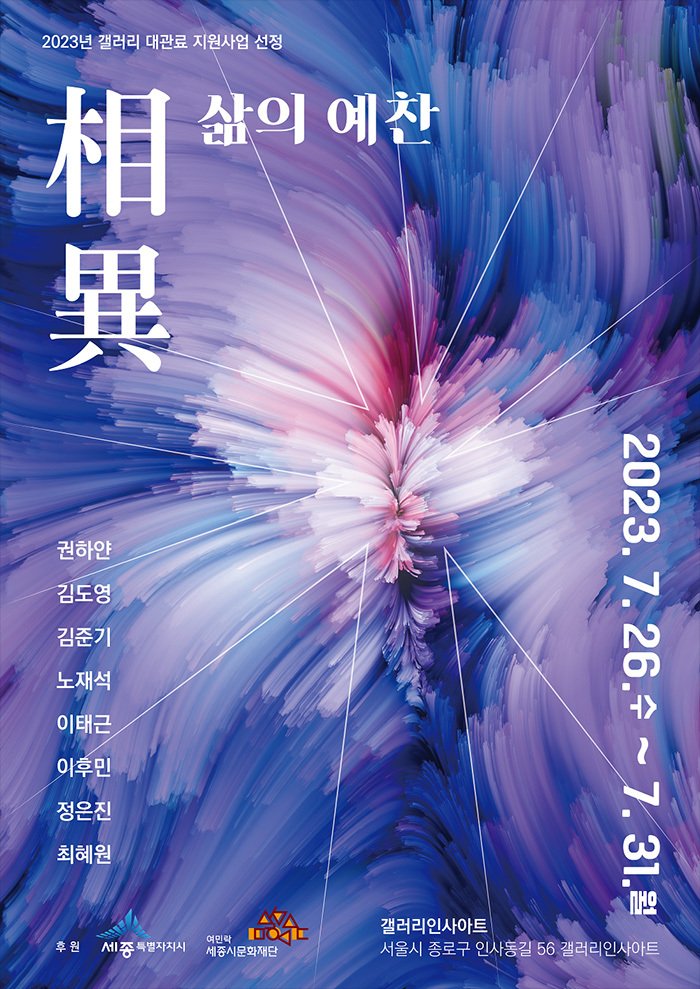 2023년 갤러리 대관료 지원사업 선정
相異
삶의 예찬
권하얀
김도영
김준기
노재석
이태근
이후민
정은진
최혜원
2023. 7. 26.수 ~ 7. 31.월
후원
세종특별자치시
여민락
세종시문화재단
갤러리인사아트
서울시 종로구 인사동길 56 갤러리인사아트